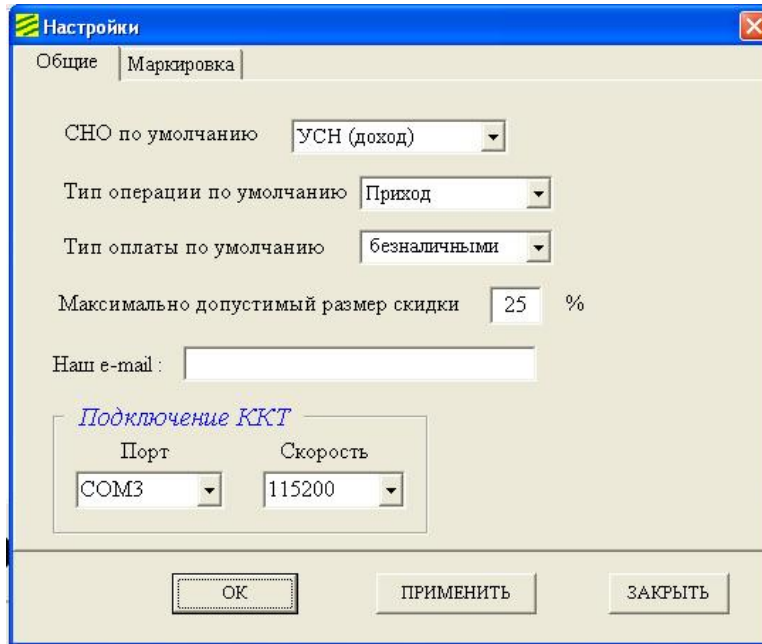 Настройки
Общие Маркировка
СНО по умолчанию УСН (доход)
Тип операции по умолчанию Приход
Тип оплаты по умолчанию безналичными
Максимально допустимый размер скидки 25 %
Наш e-mail :
Подключение ККТ
Порт Скорость
COM3 115200
ОК ПРИМЕНИТЬ ЗАКРЫТЬ